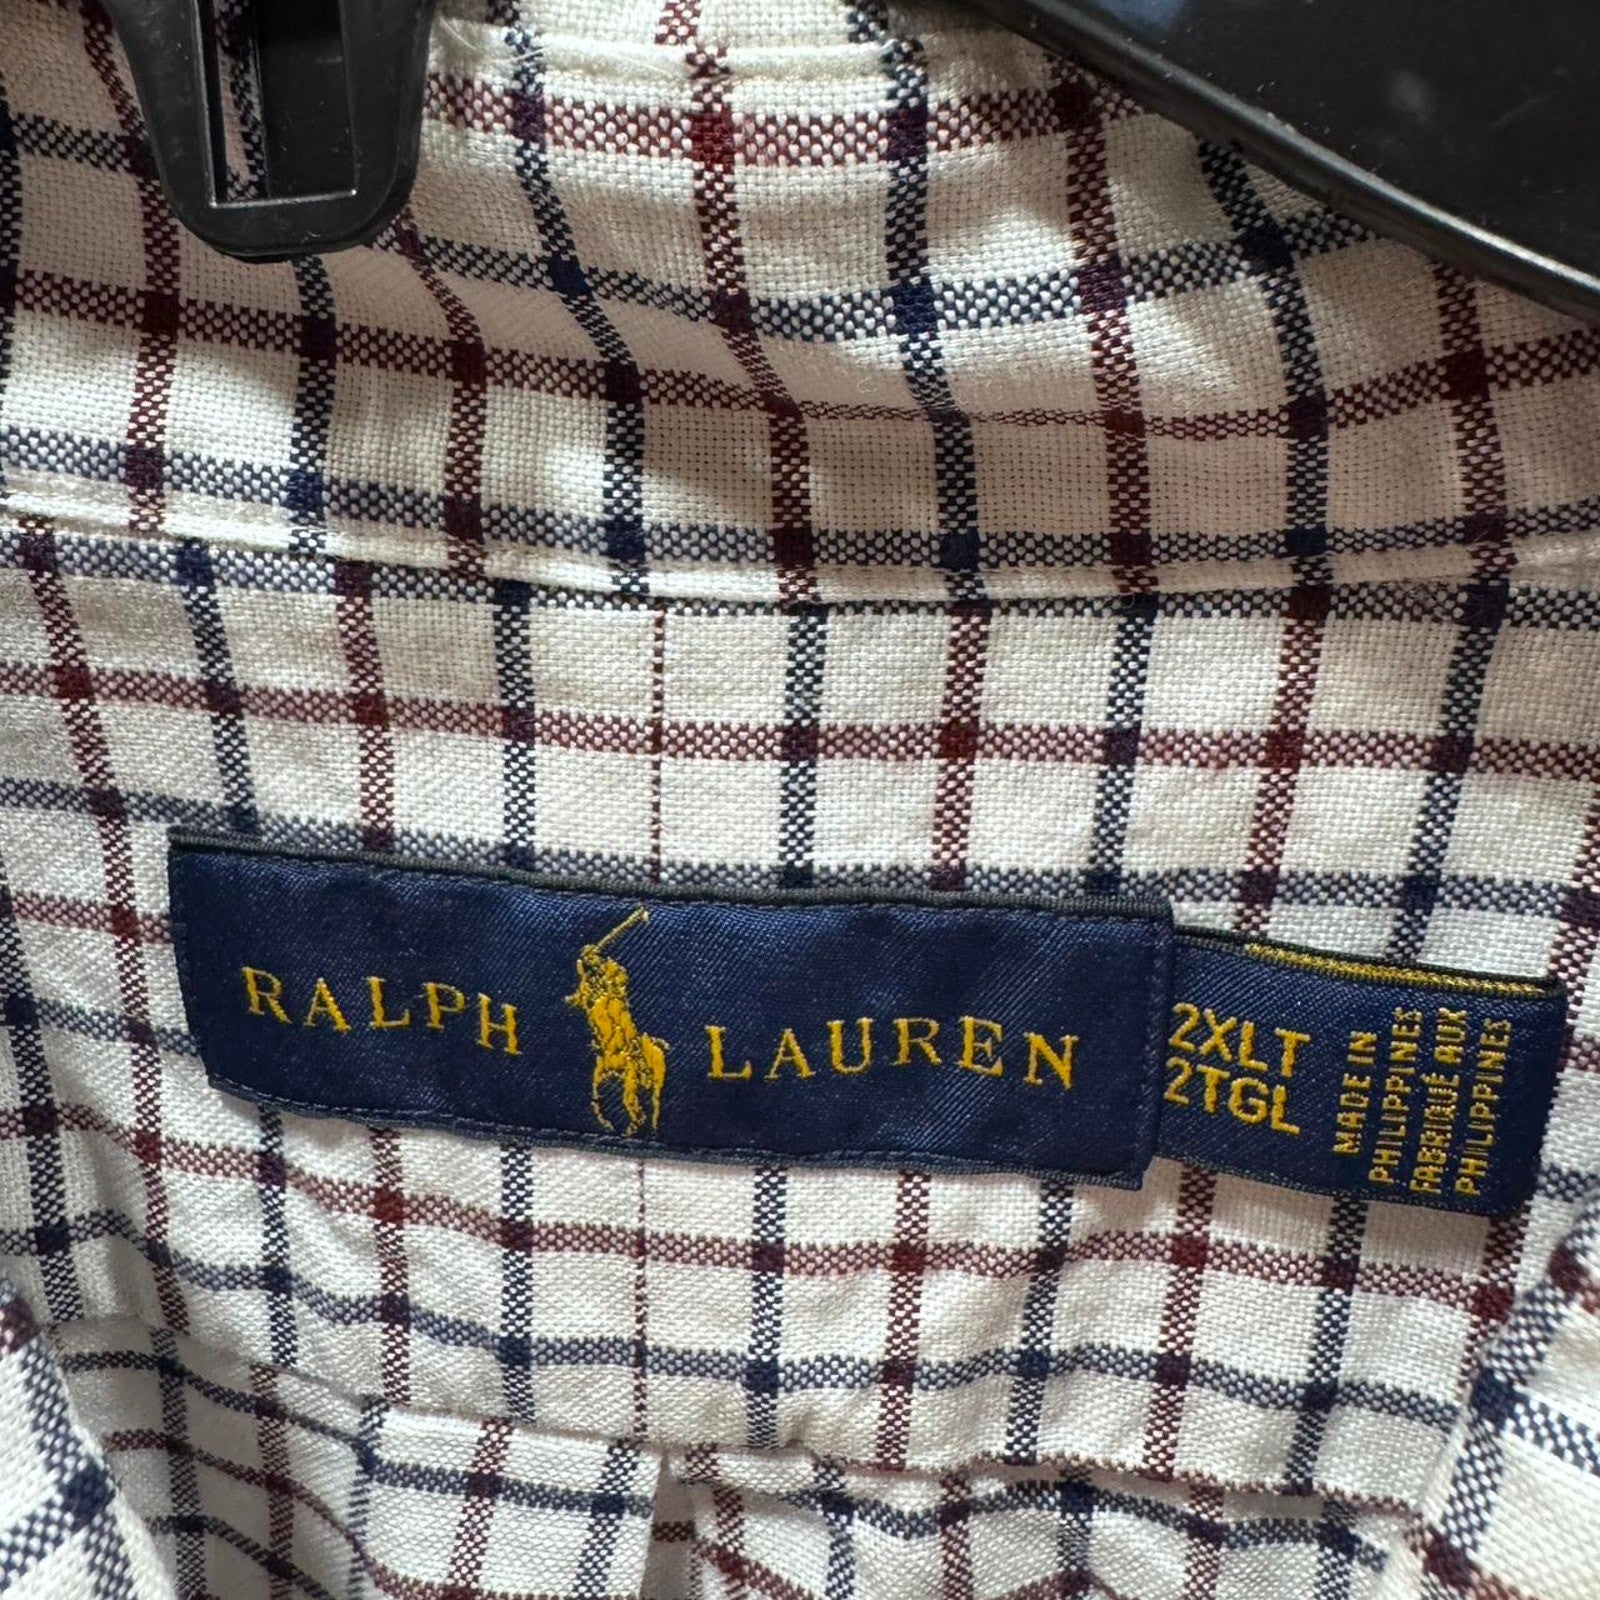 RALPH LAUREN
2XLT
2TGL
MADE IN
PHILIPPINES
FABRIQUÉ AUX
PHILIPPINES